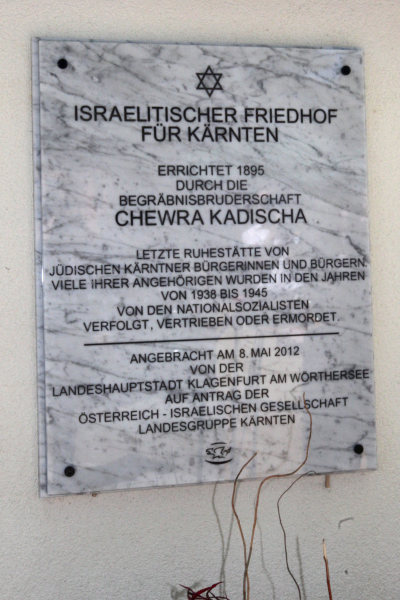 ISRAELITISCHER FRIEDHOF
FÜR KÄRNTEN
ERRICHTET 1895
DURCH DIE
BEGRÄBNISBRUDERSCHAFT
CHEWRA KADISCHA
LETZTE RUHESTÄTTE VON
JÜDISCHEN KÄRNTNER BÜRGERINNEN UND BÜRGERN.
VIELE IHRER ANGEHÖRIGEN WURDEN IN DEN JAHREN
VON 1938 BIS 1945
VON DEN NATIONALSOZIALISTEN
VERFOLGT, VERTRIEBEN ODER ERMORDET.
ANGEBRACHT AM 8. MAI 2012
VON DER
LANDESHAUPTSTADT KLAGENFURT AM WÖRTHERSEE
AUF ANTRAG DER
ÖSTERREICH - ISRAELISCHEN GESELLSCHAFT
LANDESGRUPPE KÄRNTEN